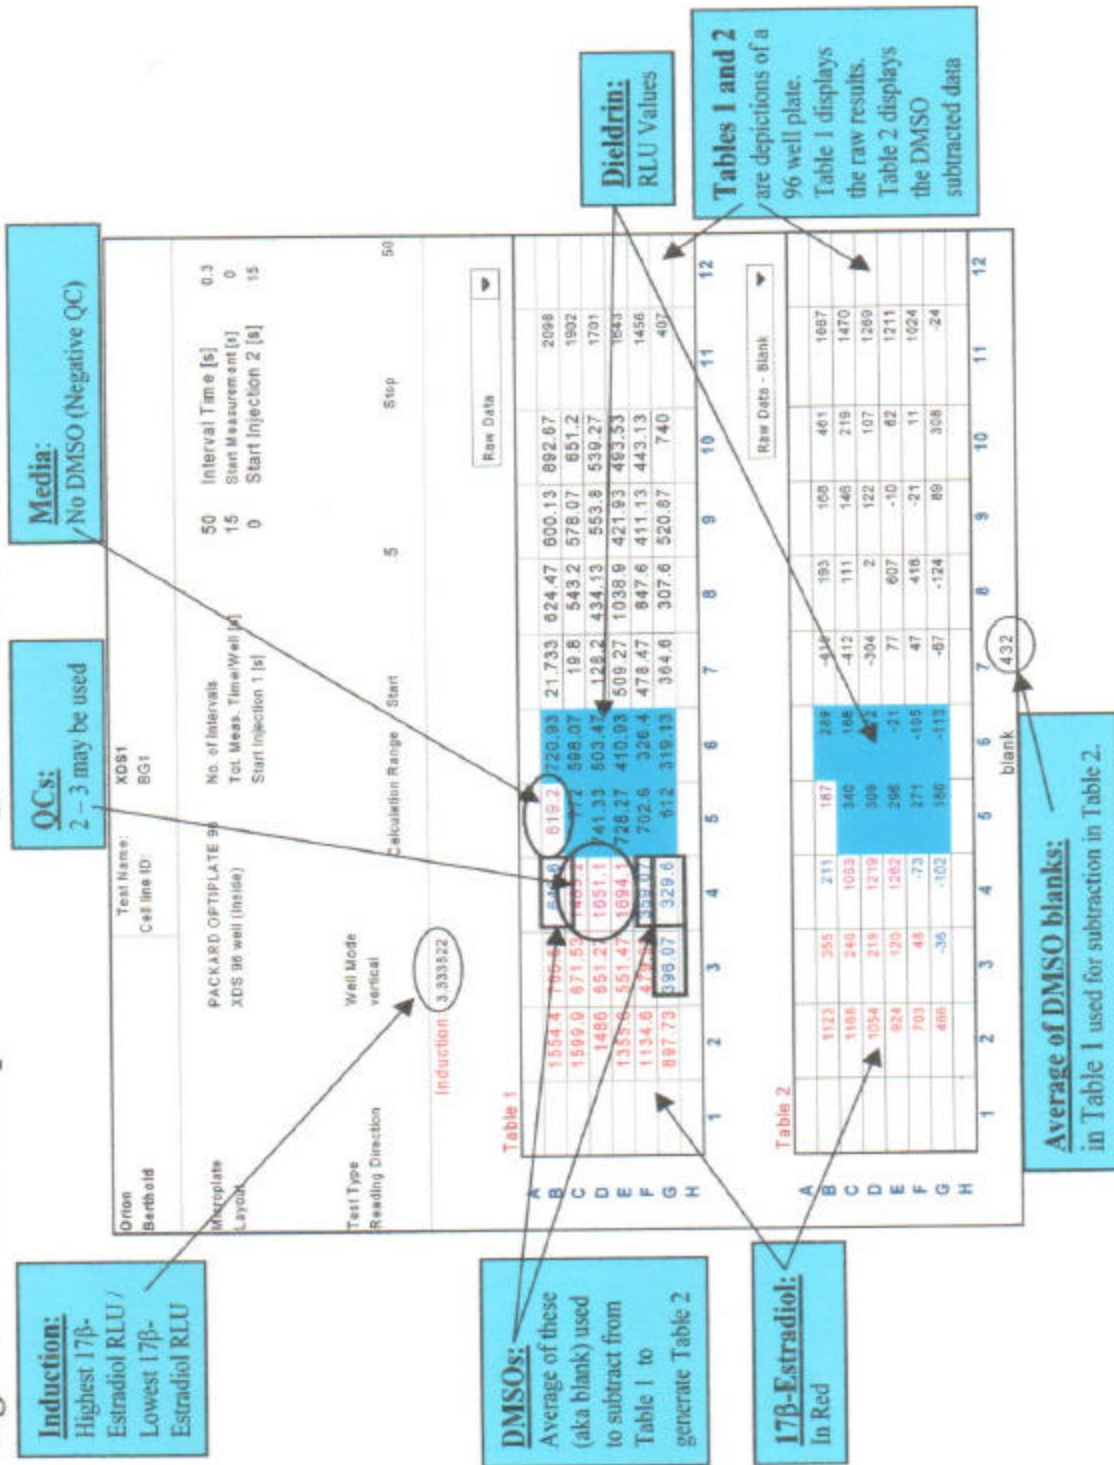 Induction:
Highest 17β-
Estradiol RLU /
Lowest 17β-
Estradiol RLU
QCs:
2 – 3 may be used
Media:
No DMSO (Negative QC)
Orion
Berthold
Test Name: XDS1
Cell line ID: BG1
Microplate PACKARD OPTIPLATE 96 No. of Intervals 50 Interval Time [s] 0.3
Layout XDS 96 well (Inside) Tot. Meas. Time/Well [s] 15 Start Measurement [s] 0
Start Injection 1 [s] 0 Start Injection 2 [s] 15
Test Type Well Mode
Reading Direction vertical Calculation Range Start .5 Stop 50
Induction 3.333522
Raw Data
Table 1
A
B 1554.4 619.2 720.93 21.733 624.47 600.13 892.67 2098
C 1599.9 671.53 772 598.07 19.8 543.2 578.07 651.2 1902
D 1486 1651.1 741.33 503.47 128.2 434.13 553.8 539.27 1701
E 1355.6 551.47 1694.1 728.27 410.93 509.27 1038.9 421.93 493.53 1643
F 1134.6 359.07 702.6 326.4 478.47 847.6 411.13 443.13 1456
G 897.73 396.07 329.6 612 319.13 364.6 307.6 520.87 740 407
H
1 2 3 4 5 6 7 8 9 10 11 12
Raw Data - Blank
Table 2
A
B 1123 355 211 187 289 193 168 461 1667
C 1168 240 1053 340 166 -412 111 146 219 1470
D 1054 219 1219 309 -304 2 122 107 1269
E 924 120 1262 296 -21 77 607 -10 62 1211
F 703 48 -73 271 -105 47 416 -21 11 1024
G 466 -36 -102 180 -113 -67 -124 89 308 -24
H
1 2 3 4 5 6 7 8 9 10 11 12
blank 432
DMSOs:
Average of these
(aka blank) used
to subtract from
Table 1 to
generate Table 2
17β-Estradiol:
In Red
Dieldrin:
RLU Values
Tables 1 and 2
are depictions of a
96 well plate.
Table 1 displays
the raw results.
Table 2 displays
the DMSO
subtracted data
Average of DMSO blanks:
in Table 1 used for subtraction in Table 2.